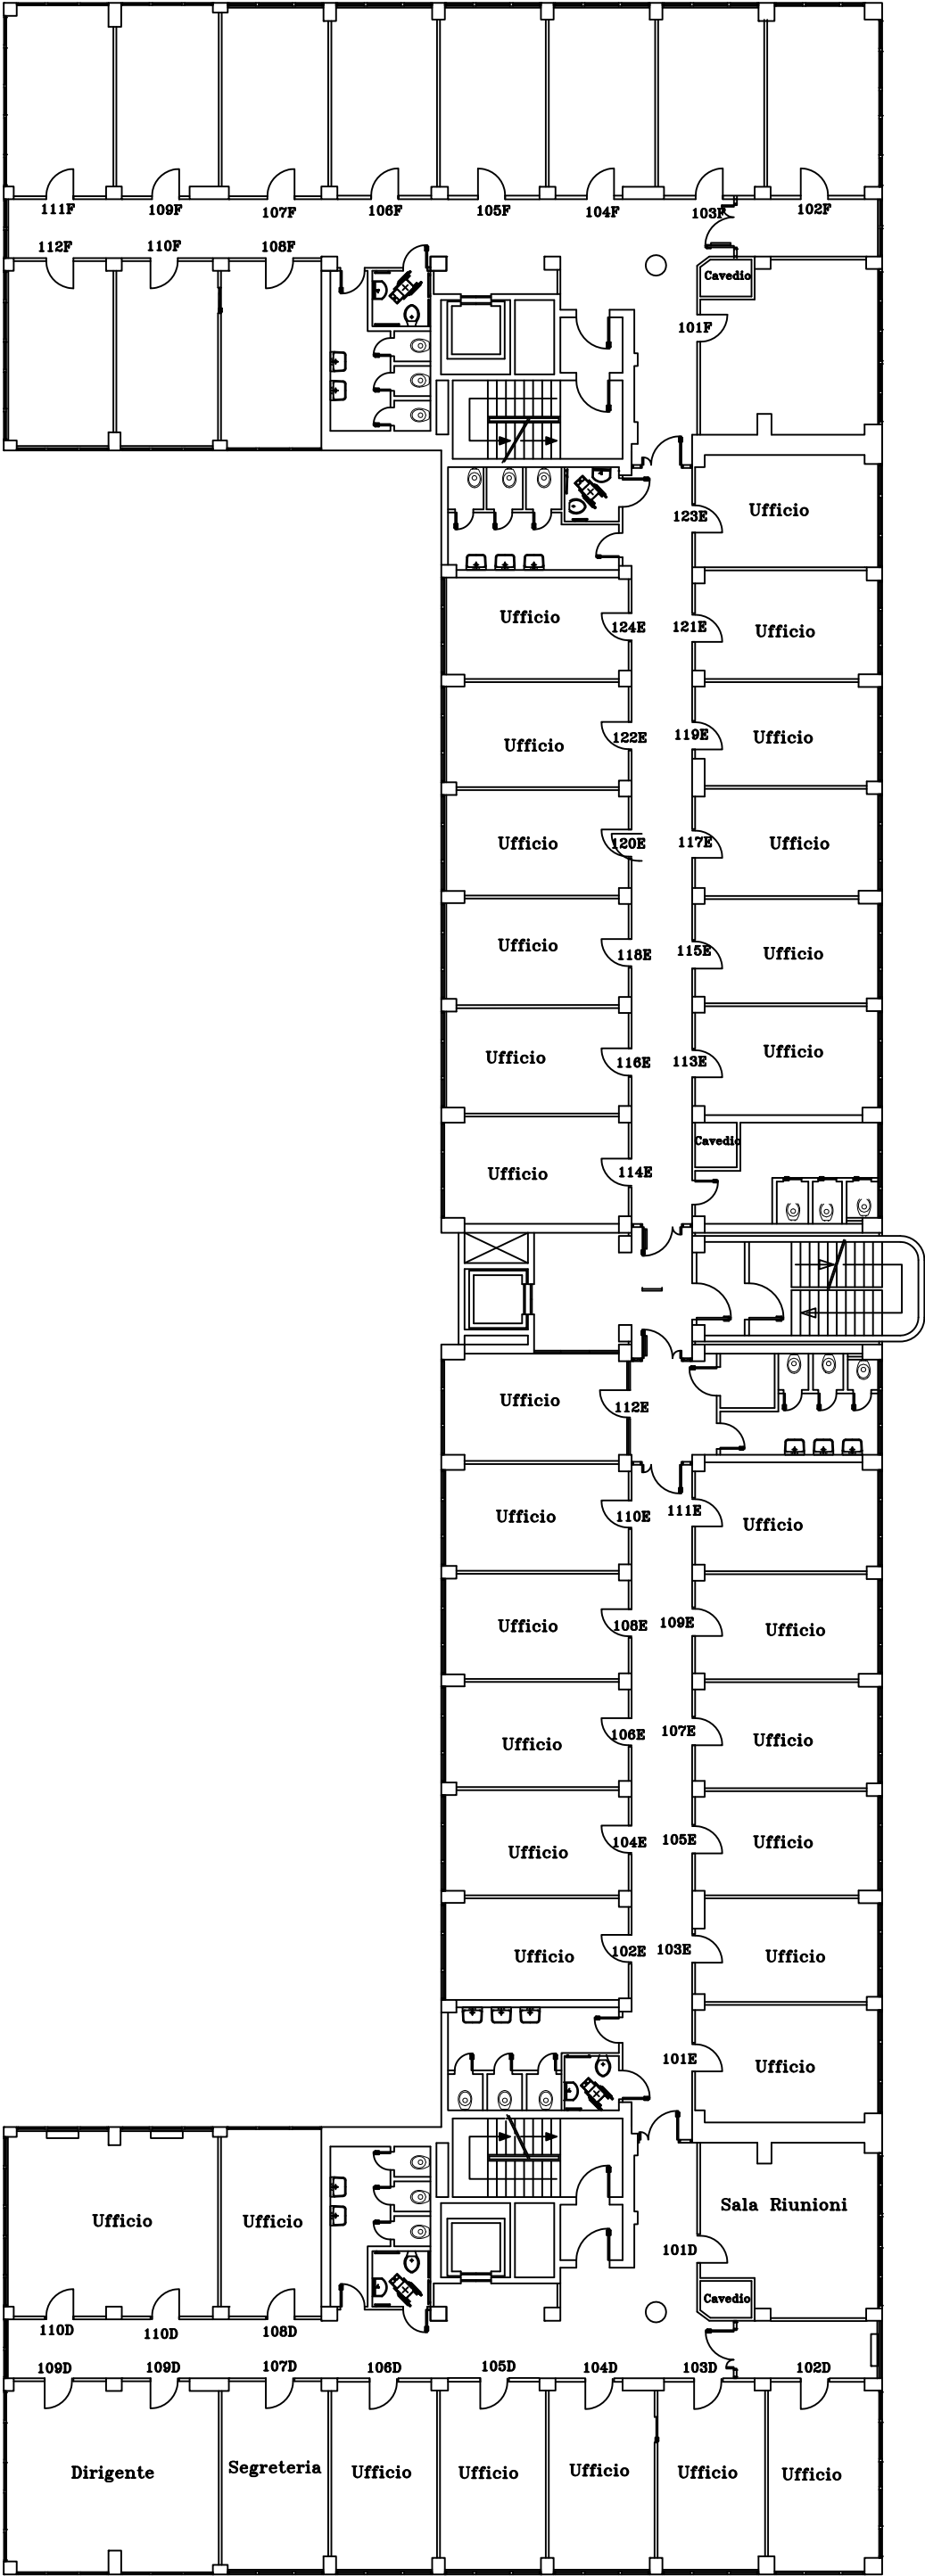 111F 109F 107F 106F 105F 104F 103F 102F
112F 110F 108F
Cavedio
101F
Ufficio
123E
Ufficio
124E 121E
Ufficio
122E 119E Ufficio
Ufficio
Ufficio 120E 117E Ufficio
Ufficio
118E 115E Ufficio
Ufficio 116E 113E Ufficio
Cavedio
Ufficio 114E
Ufficio
112E
Ufficio 110E 111E
Ufficio
Ufficio 108E 109E Ufficio
Ufficio 106E 107E Ufficio
Ufficio 104E 105E Ufficio
Ufficio 102E 103E Ufficio
101E Ufficio
Sala Riunioni
Ufficio Ufficio
101D
Cavedio
110D 110D 108D
109D 109D 107D 106D 105D 104D 103D 102D
Dirigente Segreteria Ufficio Ufficio Ufficio Ufficio Ufficio